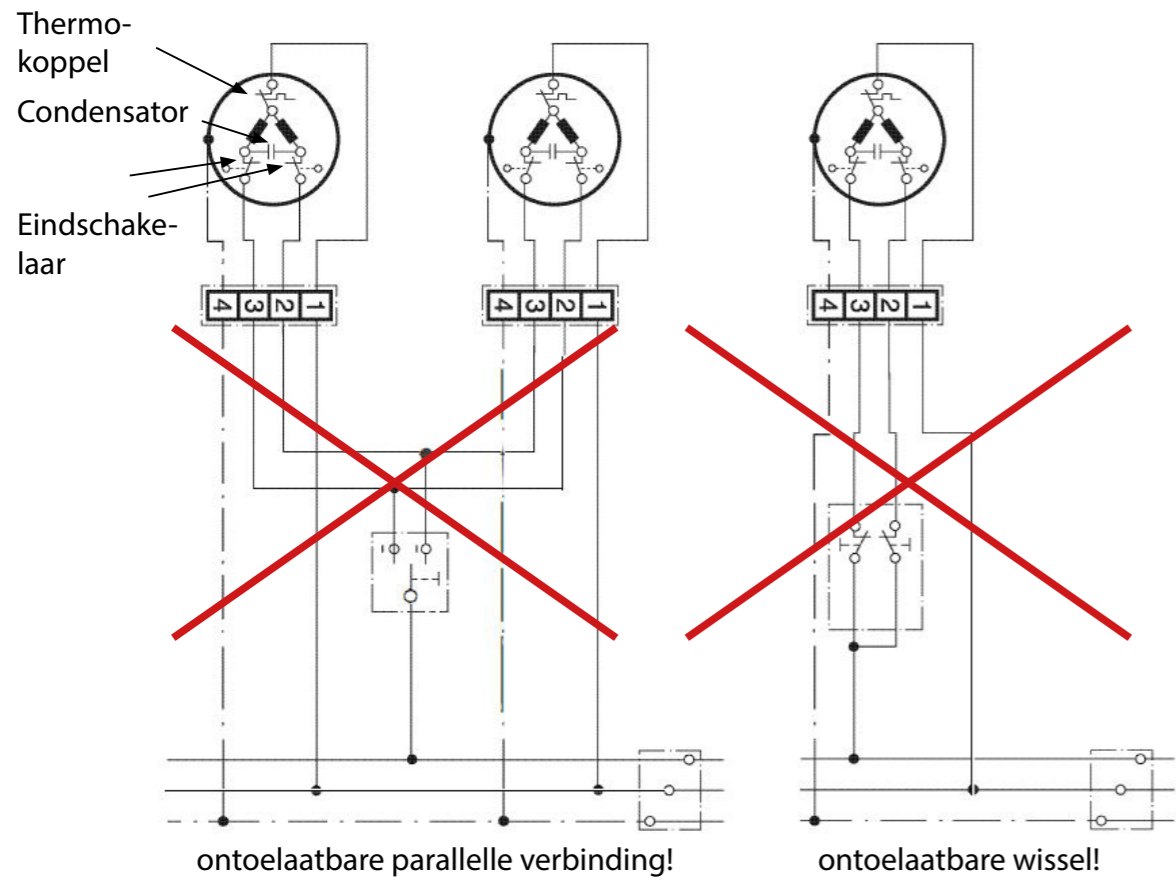 Thermo-
koppel
Condensator
Eindschake-
laar
4 3 2 1
4 3 2 1
4 3 2 1
ontoelaatbare parallelle verbinding!
ontoelaatbare wissel!